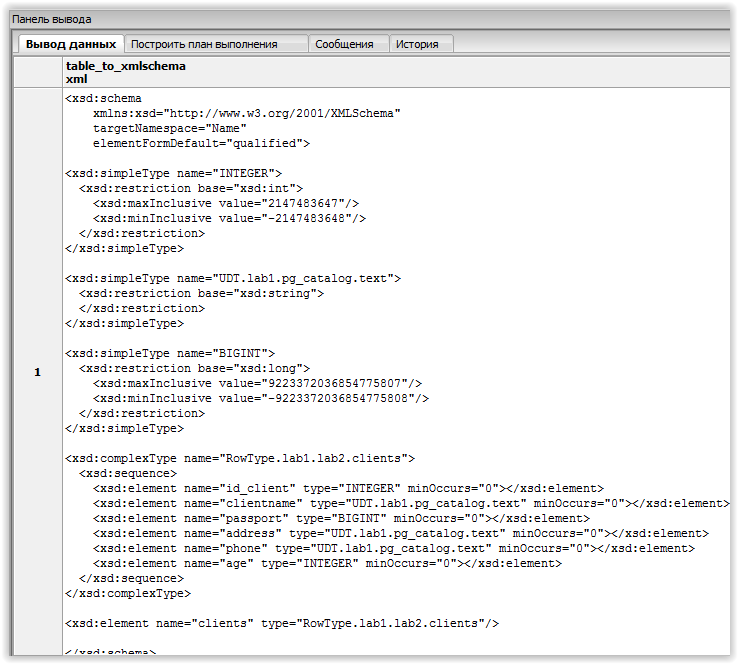 Панель вывода
Вывод данных Построить план выполнения Сообщения История
table_to_xmlschema
xml
<xsd:schema
    xmlns:xsd="http://www.w3.org/2001/XMLSchema"
    targetNamespace="Name"
    elementFormDefault="qualified">
<xsd:simpleType name="INTEGER">
  <xsd:restriction base="xsd:int">
    <xsd:maxInclusive value="2147483647"/>
    <xsd:minInclusive value="-2147483648"/>
  </xsd:restriction>
</xsd:simpleType>
<xsd:simpleType name="UDT.lab1.pg_catalog.text">
  <xsd:restriction base="xsd:string">
  </xsd:restriction>
</xsd:simpleType>
<xsd:simpleType name="BIGINT">
  <xsd:restriction base="xsd:long">
1
    <xsd:maxInclusive value="9223372036854775807"/>
    <xsd:minInclusive value="-9223372036854775808"/>
  </xsd:restriction>
</xsd:simpleType>
<xsd:complexType name="RowType.lab1.lab2.clients">
  <xsd:sequence>
    <xsd:element name="id_client" type="INTEGER" minOccurs="0"></xsd:element>
    <xsd:element name="clientname" type="UDT.lab1.pg_catalog.text" minOccurs="0"></xsd:element>
    <xsd:element name="passport" type="BIGINT" minOccurs="0"></xsd:element>
    <xsd:element name="address" type="UDT.lab1.pg_catalog.text" minOccurs="0"></xsd:element>
    <xsd:element name="phone" type="UDT.lab1.pg_catalog.text" minOccurs="0"></xsd:element>
    <xsd:element name="age" type="INTEGER" minOccurs="0"></xsd:element>
  </xsd:sequence>
</xsd:complexType>
<xsd:element name="clients" type="RowType.lab1.lab2.clients"/>
</xsd:schema>